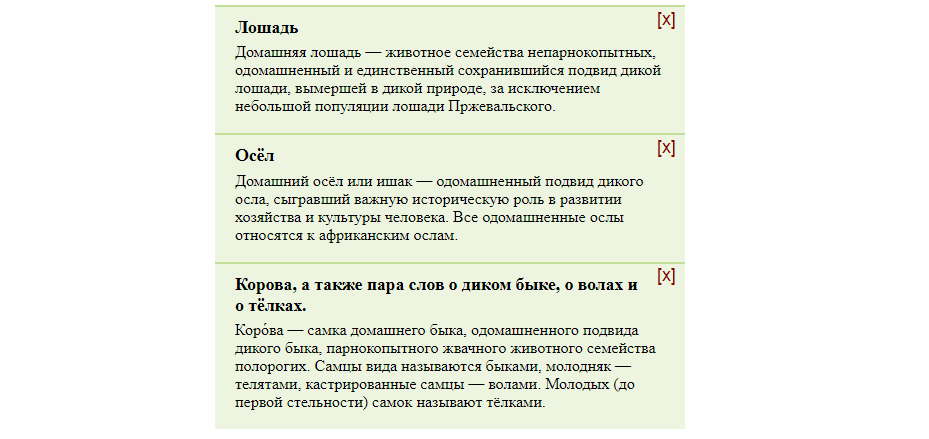 Лошадь
[x]
Домашняя лошадь — животное семейства непарнокопытных,
одомашненный и единственный сохранившийся подвид дикой
лошади, вымершей в дикой природе, за исключением
небольшой популяции лошади Пржевальского.
Осёл
[x]
Домашний осёл или ишак — одомашненный подвид дикого
осла, сыгравший важную историческую роль в развитии
хозяйства и культуры человека. Все одомашненные ослы
относятся к африканским ослам.
Корова, а также пара слов о диком быке, о волах и
о тёлках.
[x]
Коро́ва — самка домашнего быка, одомашненного подвида
дикого быка, парнокопытного жвачного животного семейства
полорогих. Самцы вида называются быками, молодняк —
телятами, кастрированные самцы — волами. Молодых (до
первой стельности) самок называют тёлками.